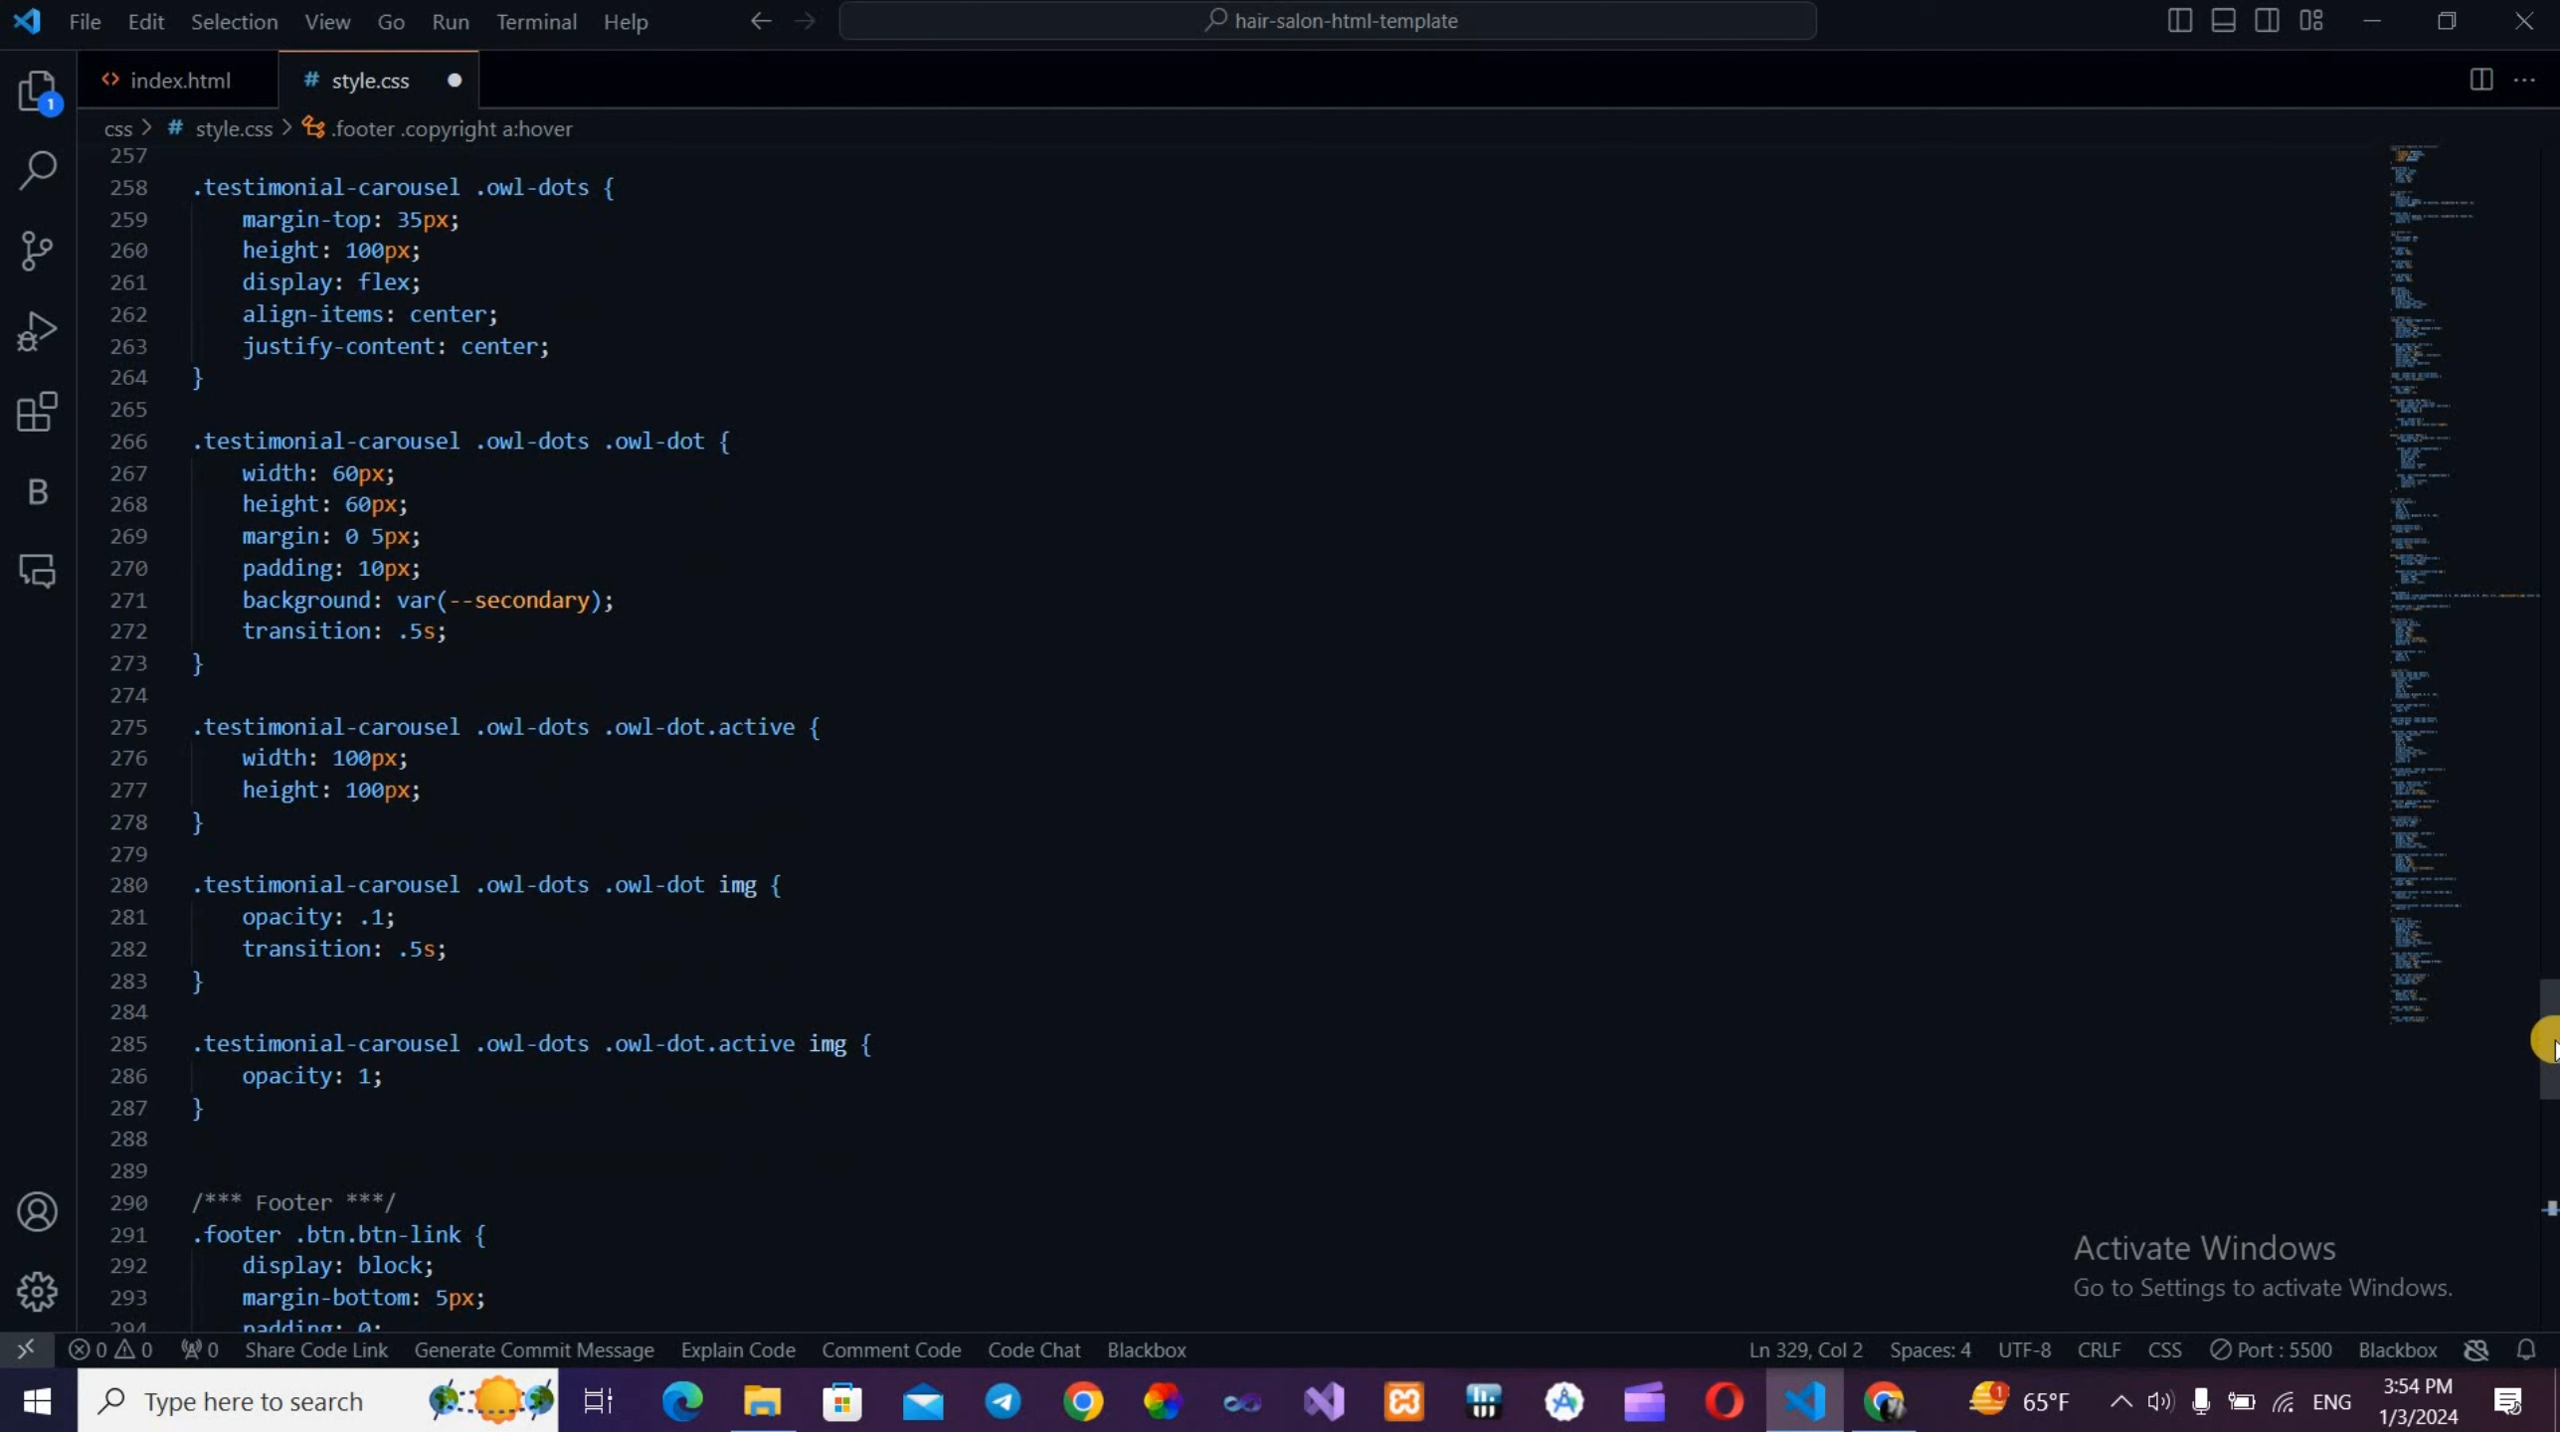 File Edit Selection View Go Run Terminal Help
hair-salon-html-template
index.html
# style.css
1
css > # style.css > .footer .copyright a:hover
257
258 .testimonial-carousel .owl-dots {
259 margin-top: 35px;
260 height: 100px;
261 display: flex;
262 align-items: center;
263 justify-content: center;
264 }
265
266 .testimonial-carousel .owl-dots .owl-dot {
267 width: 60px;
268 height: 60px;
269 margin: 0 5px;
270 padding: 10px;
271 background: var(--secondary);
272 transition: .5s;
273 }
274
275 .testimonial-carousel .owl-dots .owl-dot.active {
276 width: 100px;
277 height: 100px;
278 }
279
280 .testimonial-carousel .owl-dots .owl-dot img {
281 opacity: .1;
282 transition: .5s;
283 }
284
285 .testimonial-carousel .owl-dots .owl-dot.active img {
286 opacity: 1;
287 }
288
289
290 /*** Footer ***/
291 .footer .btn.btn-link {
292 display: block;
293 margin-bottom: 5px;
294 padding: 0;
B
Activate Windows
Go to Settings to activate Windows.
0 0 0 Share Code Link Generate Commit Message Explain Code Comment Code Code Chat Blackbox Ln 329, Col 2 Spaces: 4 UTF-8 CRLF CSS Port : 5500 Blackbox
Type here to search
1 65°F ENG 3:54 PM
1/3/2024